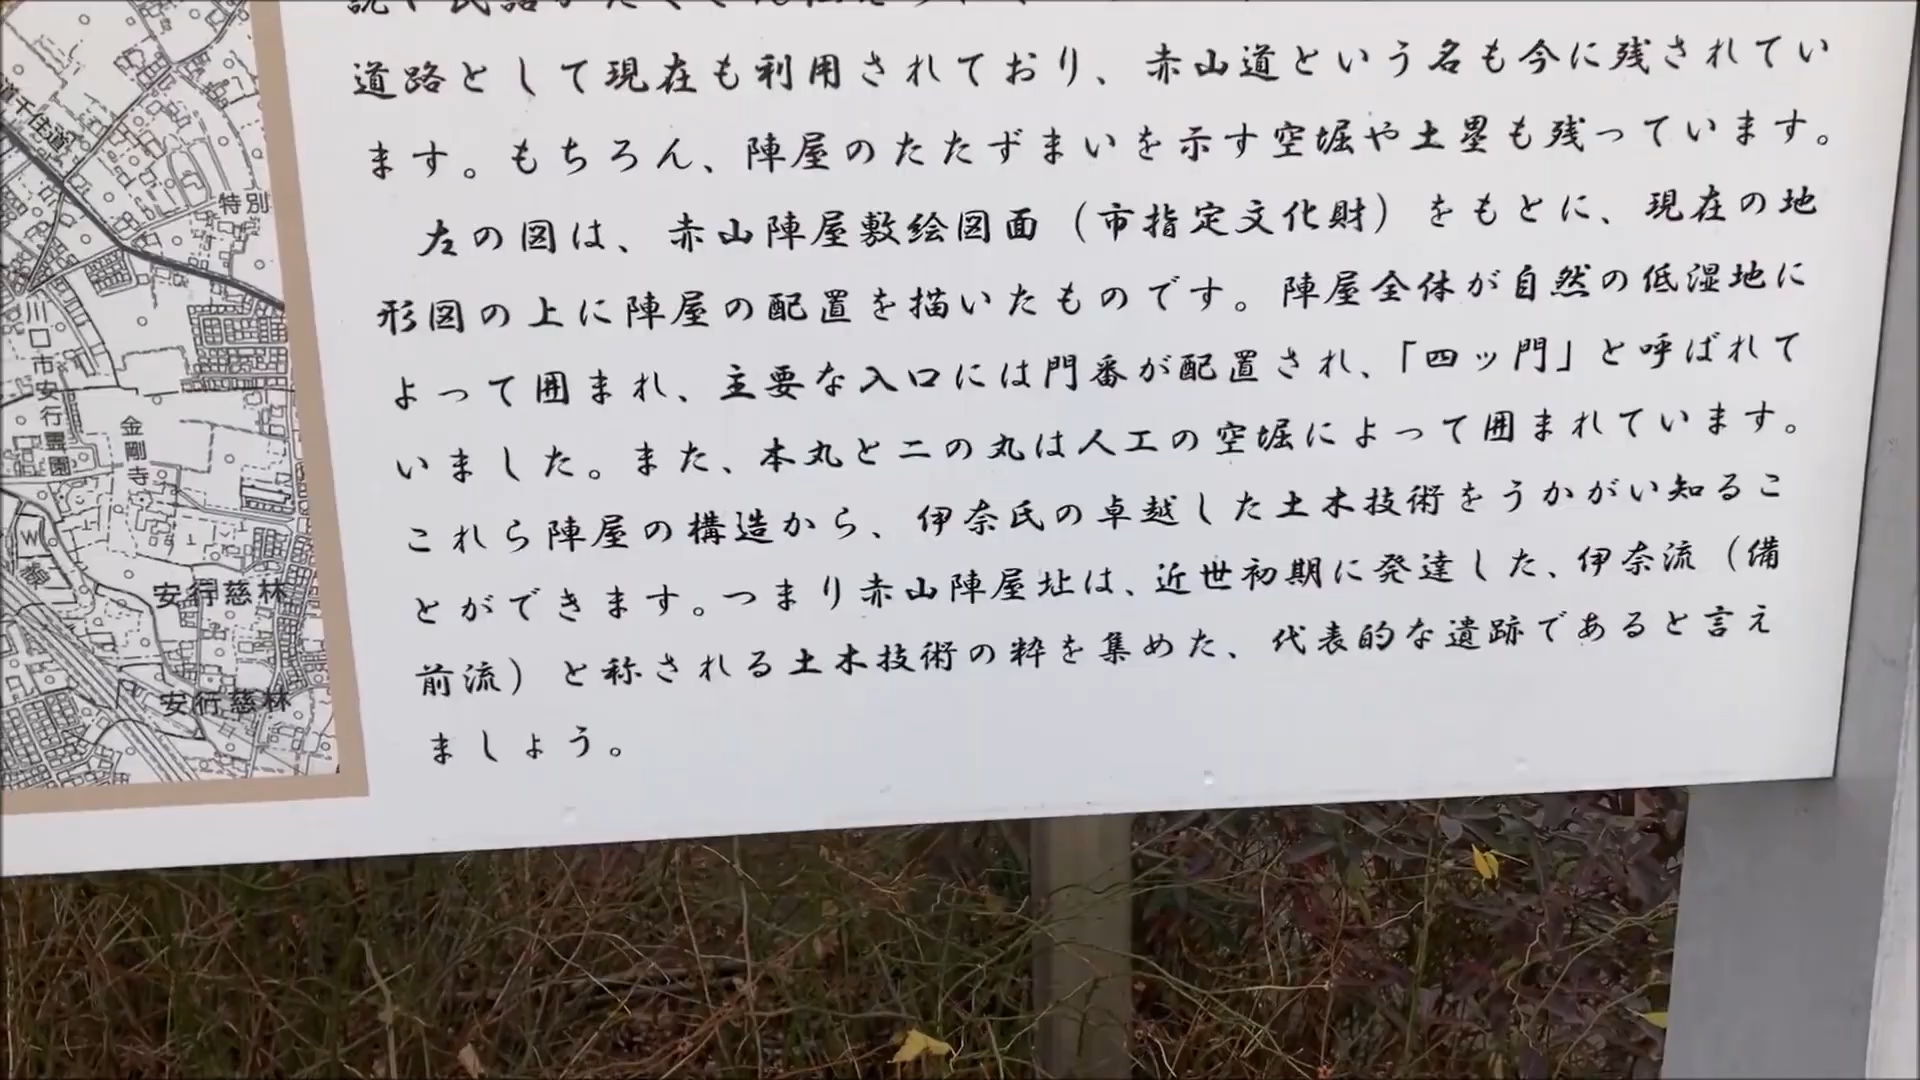 道路として現在も利用されており、赤山道という名も今に残されてい
ます。もちろん、陣屋のたたずまいを示す空堀や土塁も残っています。
左の図は、赤山陣屋敷絵図面（市指定文化財）をもとに、現在の地
形図の上に陣屋の配置を描いたものです。陣屋全体が自然の低湿地に
よって囲まれ、主要な入口には門番が配置され、「四ッ門」と呼ばれて
いました。また、本丸と二の丸は人工の空堀によって囲まれています。
これら陣屋の構造から、伊奈氏の卓越した土木技術をうかがい知るこ
とができます。つまり赤山陣屋址は、近世初期に発達した、伊奈流（備
前流）と称される土木技術の粋を集めた、代表的な遺跡であると言え
ましょう。
千住道
特別
川口市安行霊園
金剛寺
W
線
安行慈林
安行慈林